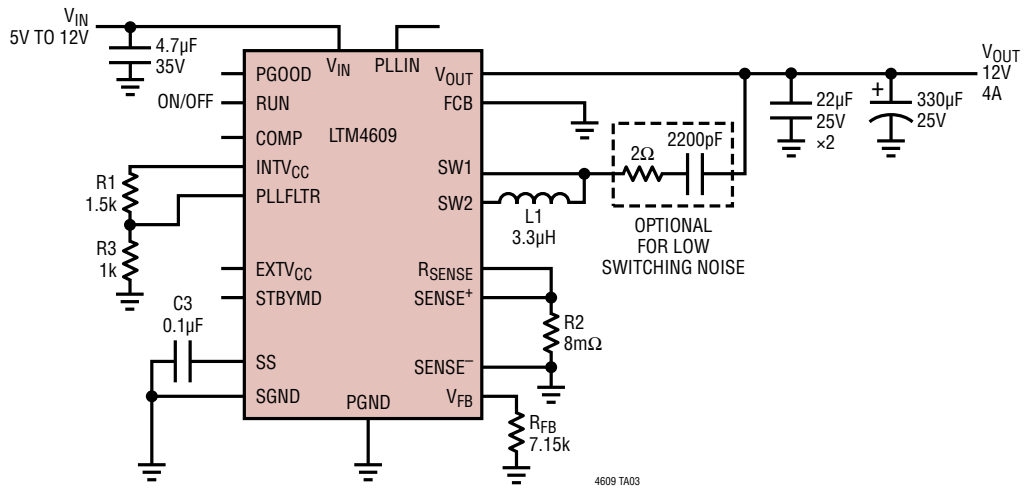 VIN
5V TO 12V
4.7µF
35V
VIN
PLLIN
PGOOD
RUN
ON/OFF
COMP
INTVCC
PLLFLTR
EXTVCC
STBYMD
SS
SGND
PGND
LTM4609
VOUT
FCB
SW1
SW2
RSENSE
SENSE+
SENSE–
VFB
R1
1.5k
R3
1k
C3
0.1µF
L1
3.3µH
2Ω
2200pF
OPTIONAL
FOR LOW
SWITCHING NOISE
R2
8mΩ
RFB
7.15k
22µF
25V
×2
+
330µF
25V
VOUT
12V
4A
4609 TA03